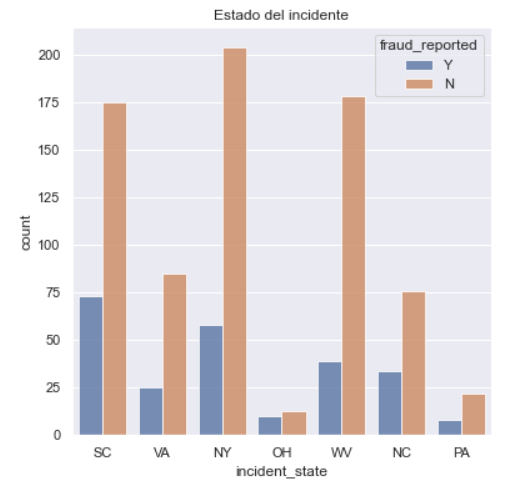 Estado del incidente
fraud_reported
Y
N
200
175
150
125
100
75
50
25
0
count
SC VA NY OH WV NC PA
incident_state